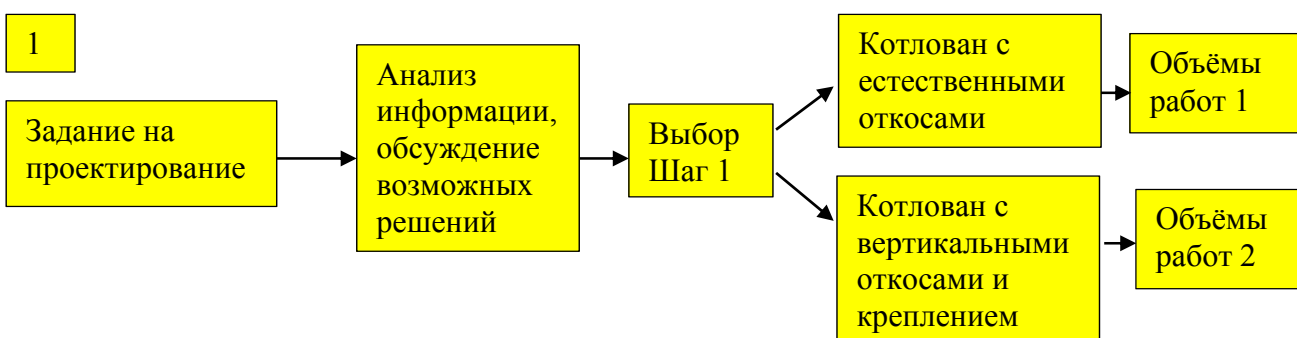 1
Задание на
проектирование
Анализ
информации,
обсуждение
возможных
решений
Выбор
Шаг 1
Котлован с
естественными
откосами
Объёмы
работ 1
Котлован с
вертикальными
откосами и
креплением
Объёмы
работ 2